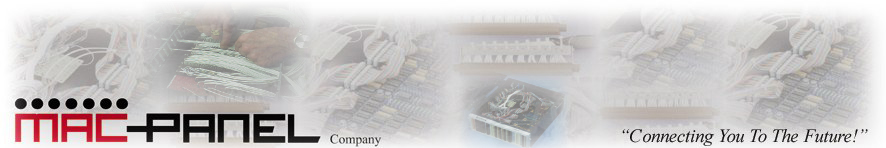 MAC-PANEL Company
“Connecting You To The Future!”